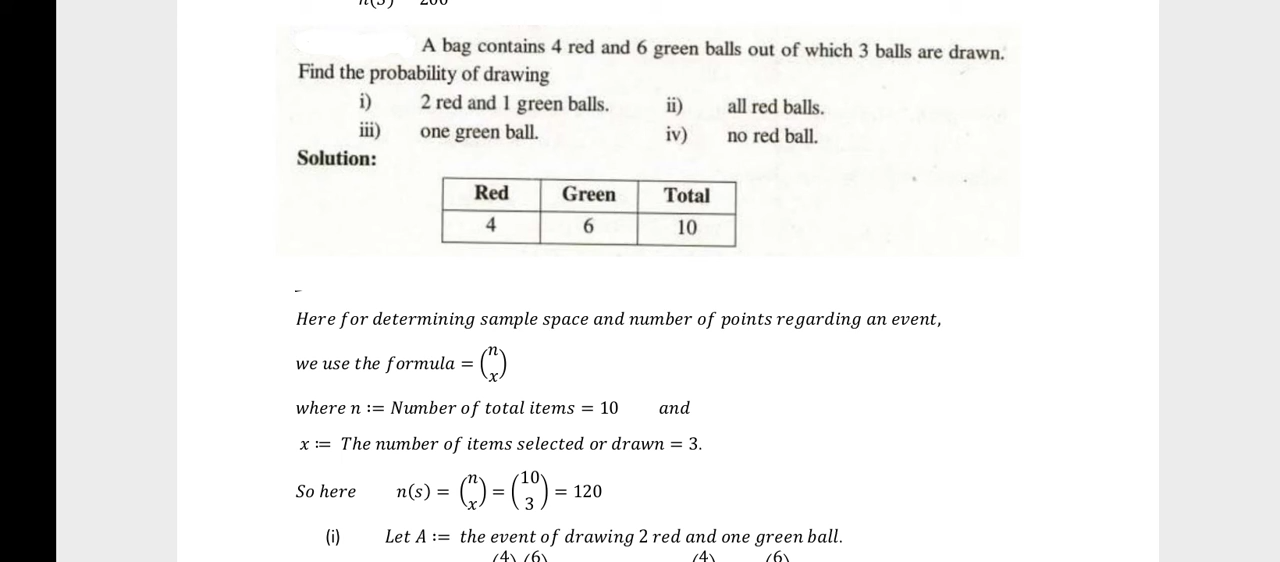 A bag contains 4 red and 6 green balls out of which 3 balls are drawn.
Find the probability of drawing
i) 2 red and 1 green balls. ii) all red balls.
iii) one green ball. iv) no red ball.
Solution:
Red Green Total
4 6 10
Here for determining sample space and number of points regarding an event,
we use the formula = (n x)
where n := Number of total items = 10 and
x := The number of items selected or drawn = 3.
So here n(s) = (n x) = (10 3) = 120
(i) Let A := the event of drawing 2 red and one green ball.
(4) (6) (4) (6)